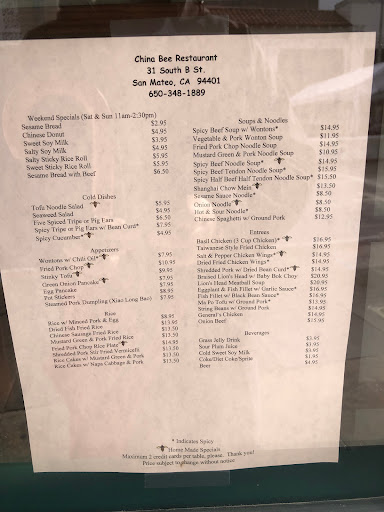 China Bee Restaurant
31 South B St.
San Mateo, CA 94401
650-348-1889
Weekend Specials (Sat & Sun 11am-2:30pm)
Sesame Bread $2.95
Chinese Donut $4.95
Sweet Soy Milk $3.95
Salty Soy Milk $4.95
Salty Sticky Rice Roll $5.95
Sweet Sticky Rice Roll $5.95
Sesame Bread with Beef $6.50
Cold Dishes
Tofu Noodle Salad $5.95
Seaweed Salad $4.95
Five Spiced Tripe or Pig Ears $6.50
Spicy Tripe or Pig Ears w/ Bean Curd* $7.95
Spicy Cucumber* $4.95
Appetizers
Wontons w/ Chili Oil* $7.95
Fried Pork Chop $10.95
Stinky Tofu $9.95
Green Onion Pancake $7.95
Egg Pancake $7.95
Pot Stickers $8.95
Steamed Pork Dumpling (Xiao Long Bao) $7.95
Rice
Rice w/ Minced Pork & Egg $8.95
Dried Fish Fried Rice $13.95
Chinese Sausage Fried Rice $13.50
Mustard Green & Pork Fried Rice $13.50
Fried Pork Chop Rice Plate $14.95
Shredded Pork Stir Fried Vermicelli $13.50
Rice Cakes w/ Mustard Green & Pork $13.50
Rice Cakes w/ Napa Cabbage & Pork $13.50
Soups & Noodles
Spicy Beef Soup w/ Wontons* $14.95
Vegetable & Pork Wonton Soup $11.95
Fried Pork Chop Noodle Soup $14.95
Mustard Green & Pork Noodle Soup $10.95
Spicy Beef Noodle Soup* $14.95
Spicy Beef Tendon Noodle Soup* $15.95
Spicy Half Beef Half Tendon Noodle Soup* $15.50
Shanghai Chow Mein $13.50
Sesame Sauce Noodle* $8.50
Onion Noodle $8.50
Hot & Sour Noodle* $8.50
Chinese Spaghetti w/ Ground Pork $12.95
Entrees
Basil Chicken (3 Cup Chicken)* $16.95
Taiwanese Style Fried Chicken $16.95
Salt & Pepper Chicken Wings* $14.95
Dried Fried Chicken Wings* $14.95
Shredded Pork w/ Dried Bean Curd* $14.95
Braised Lion's Head w/ Baby Bok Choy $20.95
Lion's Head Meatball Soup $20.95
Eggplant & Fish Fillet w/ Garlic Sauce* $16.95
Fish Fillet w/ Black Bean Sauce* $16.95
Ma Po Tofu w/ Ground Pork* $13.95
String Beans w/ Ground Pork $14.95
General's Chicken $14.95
Onion Beef $15.95
Beverages
Grass Jelly Drink $2.95
Sour Plum Juice $3.95
Cold Sweet Soy Milk $3.95
Coke/Diet Coke/Sprite $1.95
Beer $4.95
* Indicates Spicy
Home Made Specials
Maximum 2 credit cards per table, please. Thank you!
Price subject to change without notice